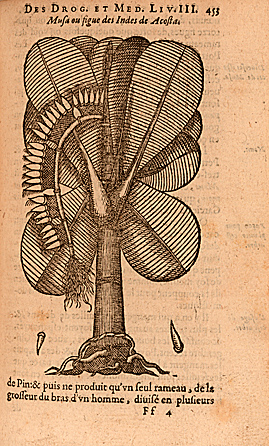 Des Drog. et Med. Liv. III. 453
Musa ou figue des Indes de Acosta.
de Pin: & puis ne produit qu'vn seul rameau, de la
grosseur du bras d'vn homme, diuisé en plusieurs
Ff 4